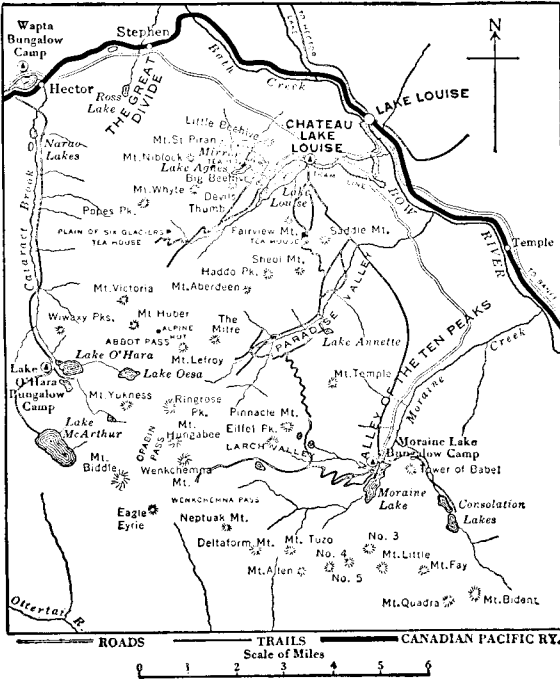 Wapta
Bungalow
Camp
Stephen
Hector
Ross
Lake
THE GREAT
DIVIDE
Bath
Creek
LAKE LOUISE
N
Narao
Lakes
Little Beehive
Mt.St Piran
CHATEAU
LAKE
LOUISE
Mt.Niblock
Lake Agnes
Big Beehive
Mt.Whyte
Devils
Thumb
Lake
Louise
Popes Pk.
PLAIN OF SIX GLACIERS
TEA HOUSE
Fairview Mt.
TEA HOUSE
Saddle Mt.
BOW
RIVER
Temple
TO BANFF
Cataract Brook
Sheol Mt.
Haddo Pk.
Mt.Aberdeen
Mt.Victoria
PARADISE VALLEY
Wiwaxy Pks.
Mt Huber
ALPINE
HUT
The
Mitre
ABBOT PASS
Mt.Lefroy
Lake Annette
Lake O'Hara
Lake
O'Hara
Bungalow
Camp
Lake Oesa
Mt.Temple
VALLEY OF THE TEN PEAKS
Moraine
Creek
Mt.Yukness
Ringrose
Pk.
Pinnacle Mt.
Lake
McArthur
OPABIN
PASS
Mt.
Hungabee
Eiffel Pk.
LARCH VALLEY
Moraine Lake
Bungalow Camp
Mt.
Biddle
Wenkchemna
Mt.
Tower of Babel
WENKCHEMNA PASS
Moraine
Lake
Consolation
Lakes
Eagle
Eyrie
Neptuak Mt.
Deltaform Mt.
Mt. Tuzo
No. 3
No. 4
Mt.Little
Mt.Allen
No. 5
Mt.Fay
Mt.Quadra
Mt.Bident
Ottertail R.
ROADS
TRAILS
CANADIAN PACIFIC RY.
Scale of Miles
0 1 2 3 4 5 6